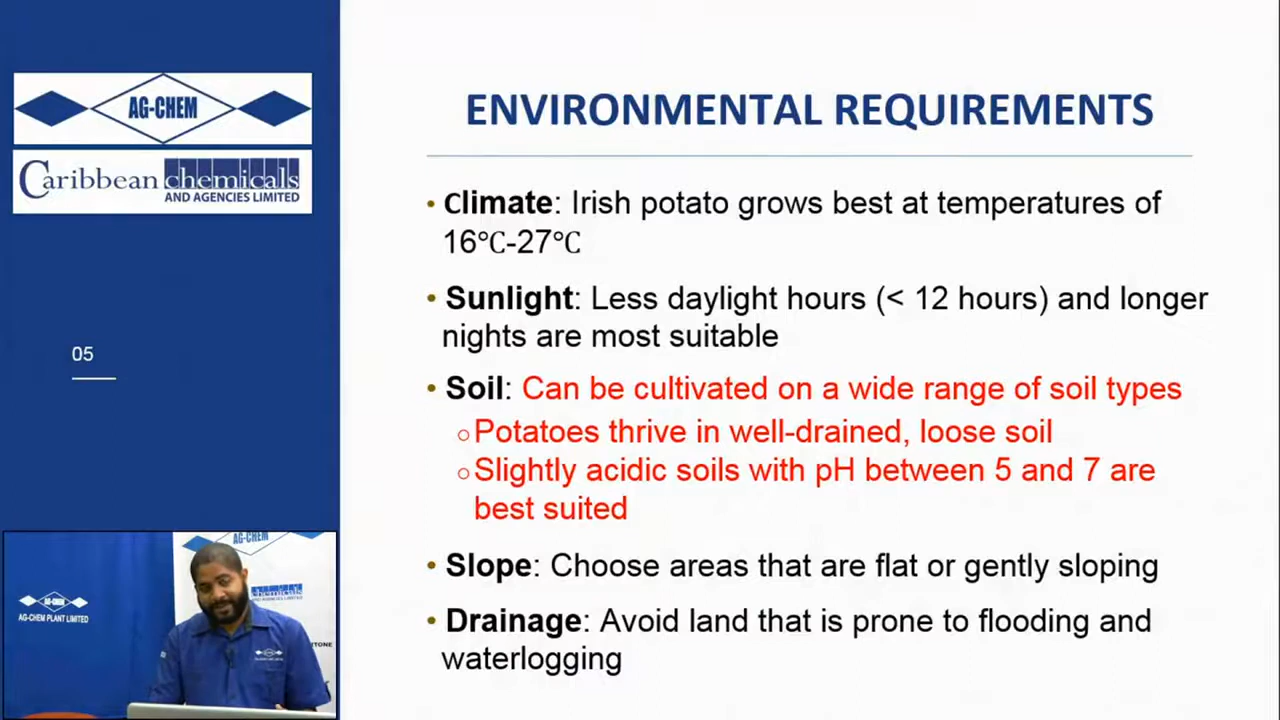 AG-CHEM
Caribbean chemicals
AND AGENCIES LIMITED
05
ENVIRONMENTAL REQUIREMENTS
• Climate: Irish potato grows best at temperatures of
16℃-27℃
• Sunlight: Less daylight hours (< 12 hours) and longer
nights are most suitable
• Soil: Can be cultivated on a wide range of soil types
○Potatoes thrive in well-drained, loose soil
○Slightly acidic soils with pH between 5 and 7 are
best suited
• Slope: Choose areas that are flat or gently sloping
• Drainage: Avoid land that is prone to flooding and
waterlogging
AG-CHEM
AG-CHEM PLANT LIMITED
AG-CHEM
chemicals